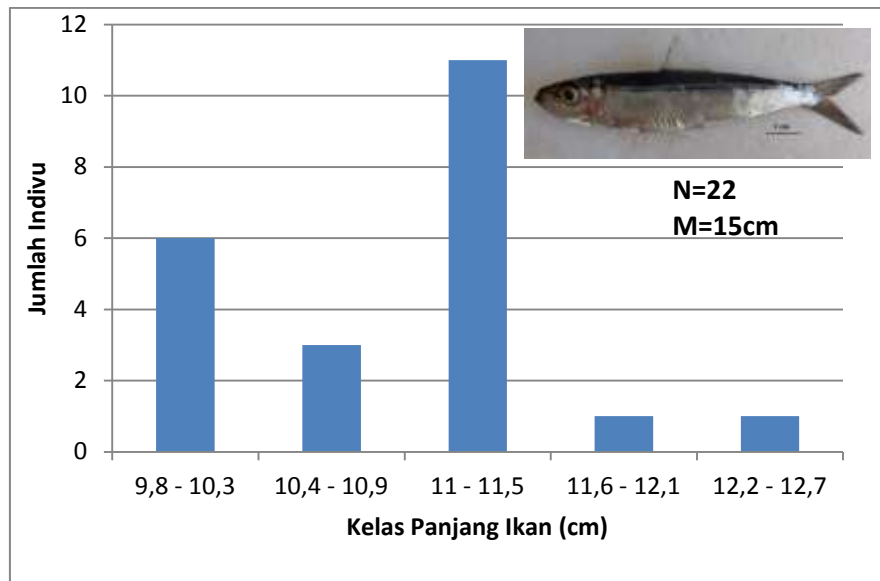 12
10
8
6
4
2
0
Jumlah Indivu
N=22
M=15cm
9,8 - 10,3
10,4 - 10,9
11 - 11,5
11,6 - 12,1
12,2 - 12,7
Kelas Panjang Ikan (cm)